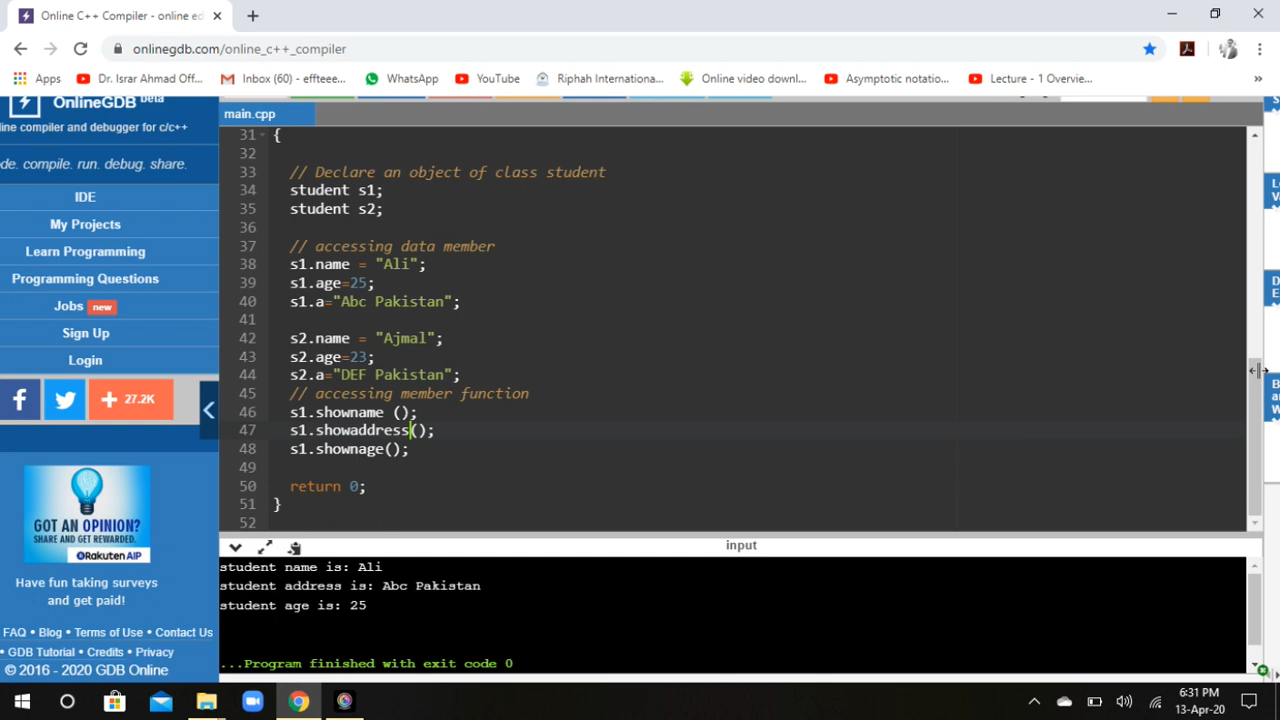 Online C++ Compiler - online ed
onlinegdb.com/online_c++_compiler
Apps
Dr. Israr Ahmad Off...
Inbox (60) - effteee...
WhatsApp
YouTube
Riphah Internationa...
Online video downl...
Asymptotic notatio...
Lecture - 1 Overvie...
»
OnlineGDB beta
line compiler and debugger for c/c++
de. compile. run. debug. share.
IDE
My Projects
Learn Programming
Programming Questions
Jobs new
Sign Up
Login
27.2K
GOT AN OPINION?
SHARE AND GET REWARDED.
Rakuten AIP
Have fun taking surveys
and get paid!
FAQ • Blog • Terms of Use • Contact Us
• GDB Tutorial • Credits • Privacy
© 2016 - 2020 GDB Online
main.cpp
31 {
32
33 // Declare an object of class student
34 student s1;
35 student s2;
36
37 // accessing data member
38 s1.name = "Ali";
39 s1.age=25;
40 s1.a="Abc Pakistan";
41
42 s2.name = "Ajmal";
43 s2.age=23;
44 s2.a="DEF Pakistan";
45 // accessing member function
46 s1.showname ();
47 s1.showaddress();
48 s1.shownage();
49
50 return 0;
51 }
52
input
student name is: Ali
student address is: Abc Pakistan
student age is: 25
...Program finished with exit code 0
6:31 PM
13-Apr-20